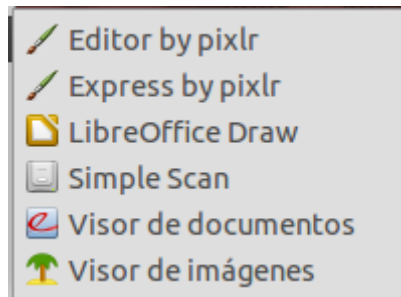 Editor by pixlr
Express by pixlr
LibreOffice Draw
Simple Scan
Visor de documentos
Visor de imágenes